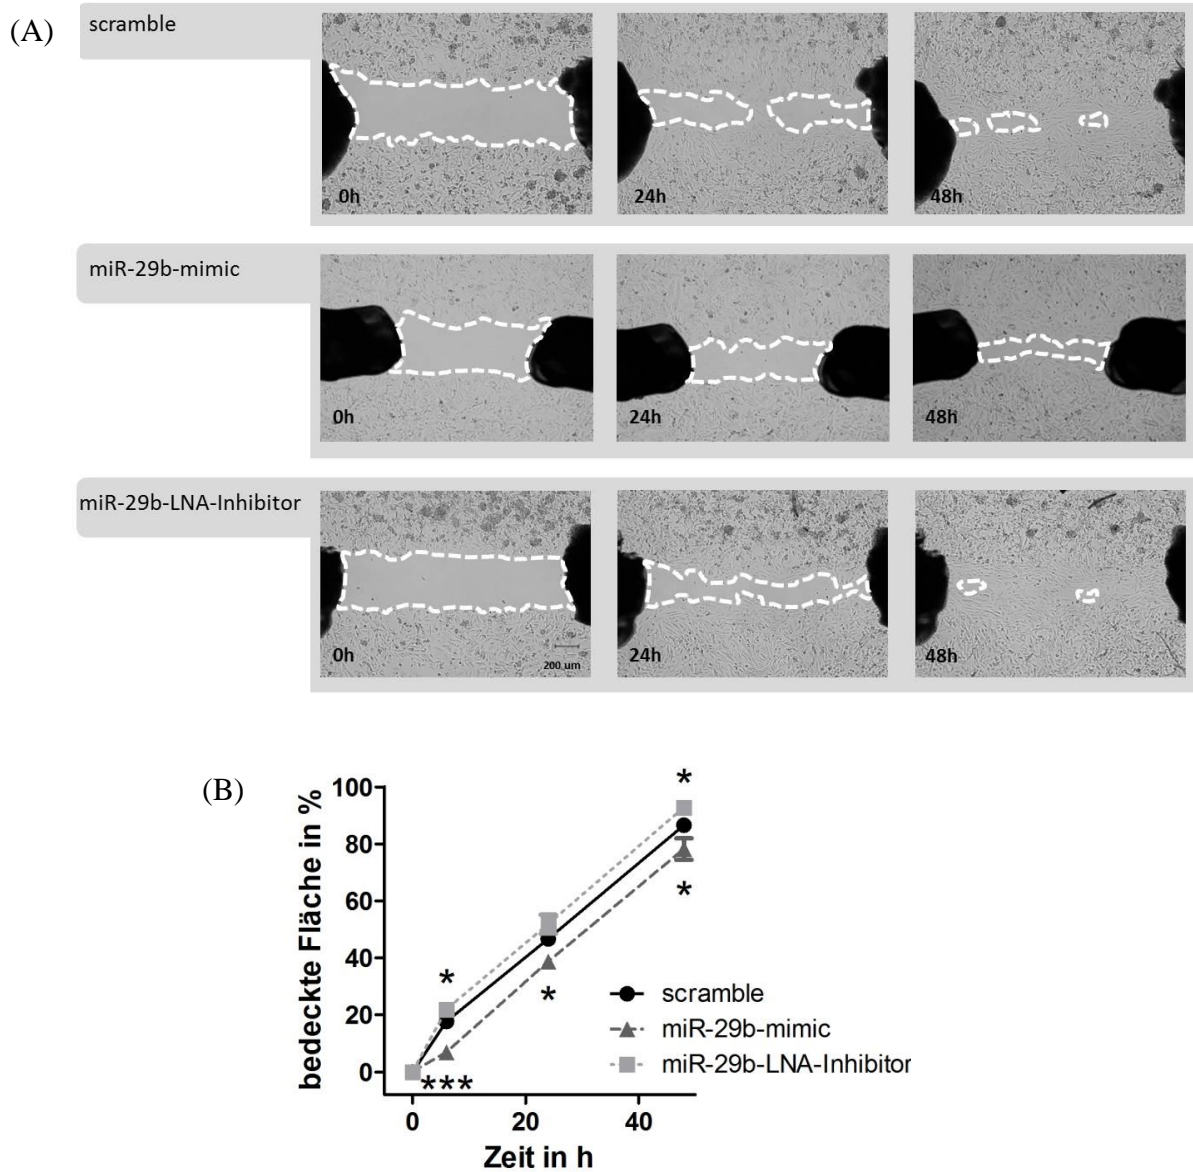 (A)
scramble
0h
24h
48h
miR-29b-mimic
0h
24h
48h
miR-29b-LNA-Inhibitor
0h
200 um
24h
48h
(B)
bedeckte Fläche in %
100
80
60
40
20
0
*
*
*
*
***
scramble
miR-29b-mimic
miR-29b-LNA-Inhibitor
0 20 40
Zeit in h